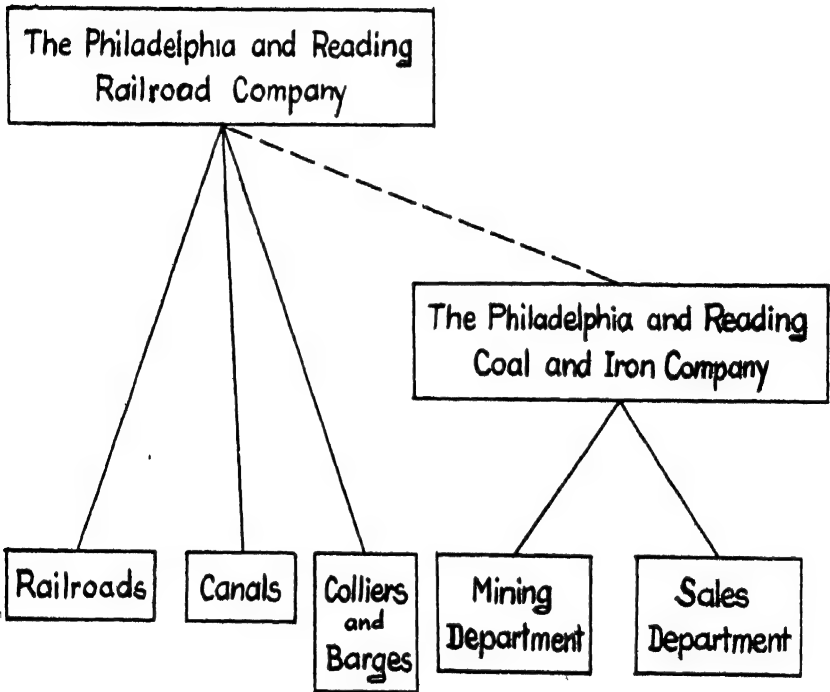 The Philadelphia and Reading
Railroad Company
The Philadelphia and Reading
Coal and Iron Company
Railroads
Canals
Colliers
and
Barges
Mining
Department
Sales
Department